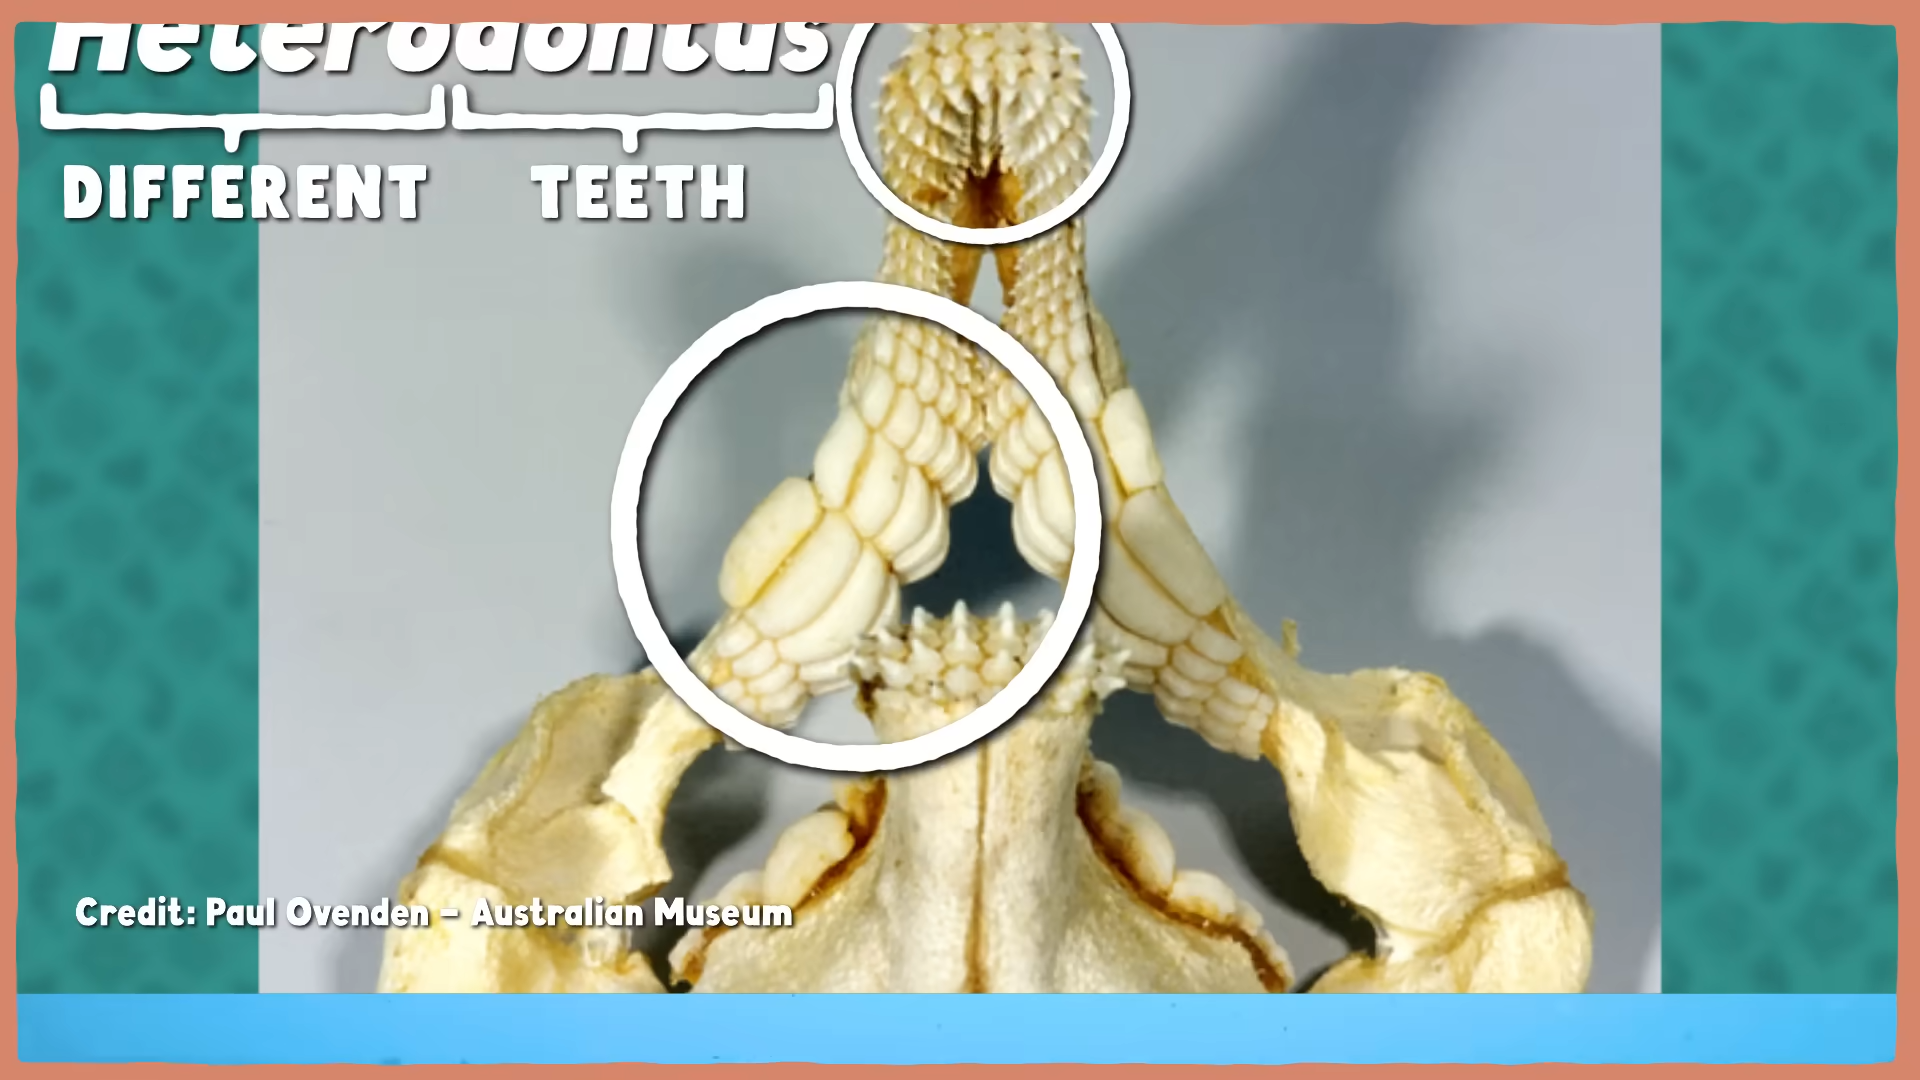 Heterodontus
DIFFERENT TEETH
Credit: Paul Ovenden - Australian Museum